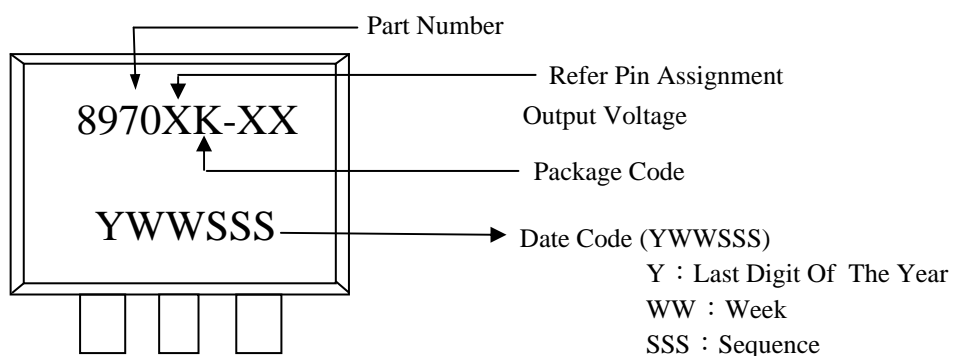 Part Number
Refer Pin Assignment
8970XK-XX
Output Voltage
Package Code
YWWSSS
Date Code (YWWSSS)
Y：Last Digit Of The Year
WW：Week
SSS：Sequence